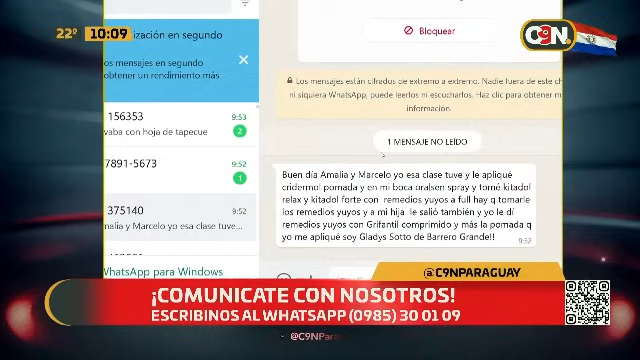 22°
10:09
ización en segundo
os mensajes en segundo
obtener un rendimiento más
156353
9:53
vaba con hoja de tapecue
2
7891-5673
9:52
1
375140
9:52
malia y Marcelo yo esa clase tuve...
WhatsApp para Windows
Bloquear
C9N
Los mensajes están cifrados de extremo a extremo. Nadie fuera de este ch
ni siquiera WhatsApp, puede leerlos ni escucharlos. Haz clic para obtener m
información.
1 MENSAJE NO LEÍDO
Buen día Amalia y Marcelo yo esa clase tuve y le apliqué
cridermol pomada y en mi boca oralsen spray y tomé kitadol
relax y kitadol forte con remedios yuyos a full hay q tomarle
los remedios yuyos y a mi hija le salió también y yo le dí
remedios yuyos con Grifantil comprimido y más la pomada q
yo me apliqué soy Gladys Sotto de Barrero Grande!!
9:52
@C9NPARAGUAY
¡COMUNICATE CON NOSOTROS!
ESCRIBINOS AL WHATSAPP (0985) 30 01 09
@C9NPara